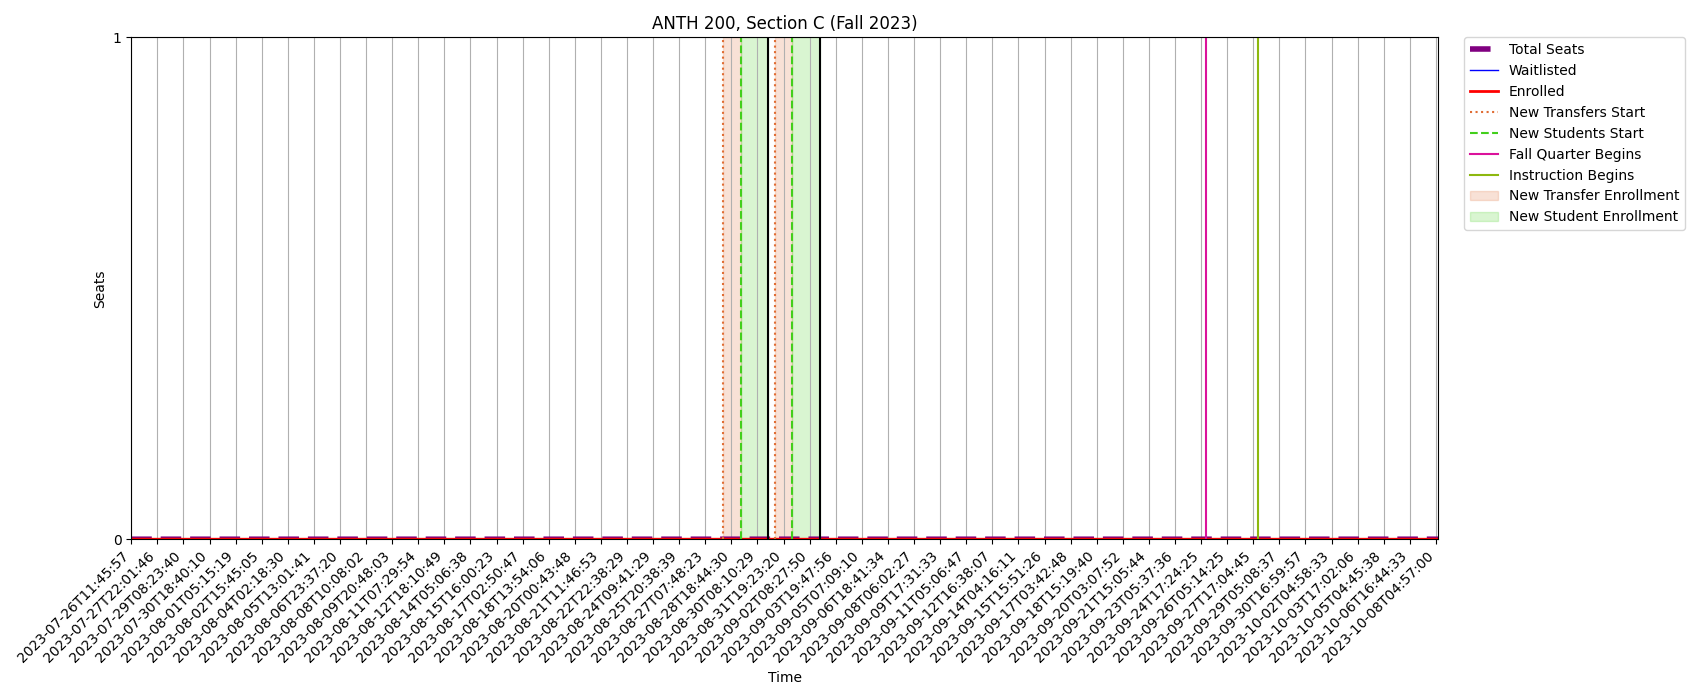 ANTH 200, Section C (Fall 2023)
1
0
Seats
Total Seats
Waitlisted
Enrolled
New Transfers Start
New Students Start
Fall Quarter Begins
Instruction Begins
New Transfer Enrollment
New Student Enrollment
2023-07-26T11:45:57
2023-07-27T22:01:46
2023-07-29T08:23:40
2023-07-30T18:40:10
2023-08-01T05:15:19
2023-08-02T15:45:05
2023-08-04T02:18:30
2023-08-05T13:01:41
2023-08-06T23:37:20
2023-08-08T10:08:02
2023-08-09T20:48:03
2023-08-11T07:29:54
2023-08-12T18:10:49
2023-08-14T05:06:38
2023-08-15T16:00:23
2023-08-17T02:50:47
2023-08-18T13:54:06
2023-08-20T00:43:48
2023-08-21T11:46:53
2023-08-22T22:38:29
2023-08-24T09:41:29
2023-08-25T20:38:39
2023-08-27T07:48:23
2023-08-28T18:44:30
2023-08-30T08:10:29
2023-08-31T19:23:20
2023-09-02T08:27:50
2023-09-03T19:47:56
2023-09-05T07:09:10
2023-09-06T18:41:34
2023-09-08T06:02:27
2023-09-09T17:31:33
2023-09-11T05:06:47
2023-09-12T16:38:07
2023-09-14T04:16:11
2023-09-15T15:51:26
2023-09-17T03:42:48
2023-09-18T15:19:40
2023-09-20T03:07:52
2023-09-21T15:05:44
2023-09-23T05:37:36
2023-09-24T17:24:25
2023-09-26T05:14:25
2023-09-27T17:04:45
2023-09-29T05:08:37
2023-09-30T16:59:57
2023-10-02T04:58:33
2023-10-03T17:02:06
2023-10-05T04:45:38
2023-10-06T16:44:33
2023-10-08T04:57:00
Time